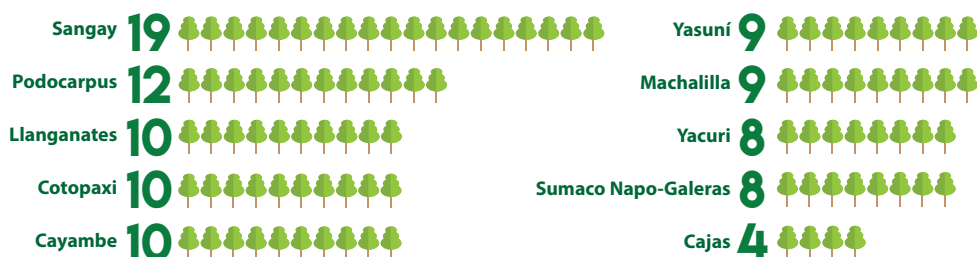 Sangay 19
Podocarpus 12
Llanganates 10
Cotopaxi 10
Cayambe 10
Yasuní 9
Machalilla 9
Yacuri 8
Sumaco Napo-Galeras 8
Cajas 4